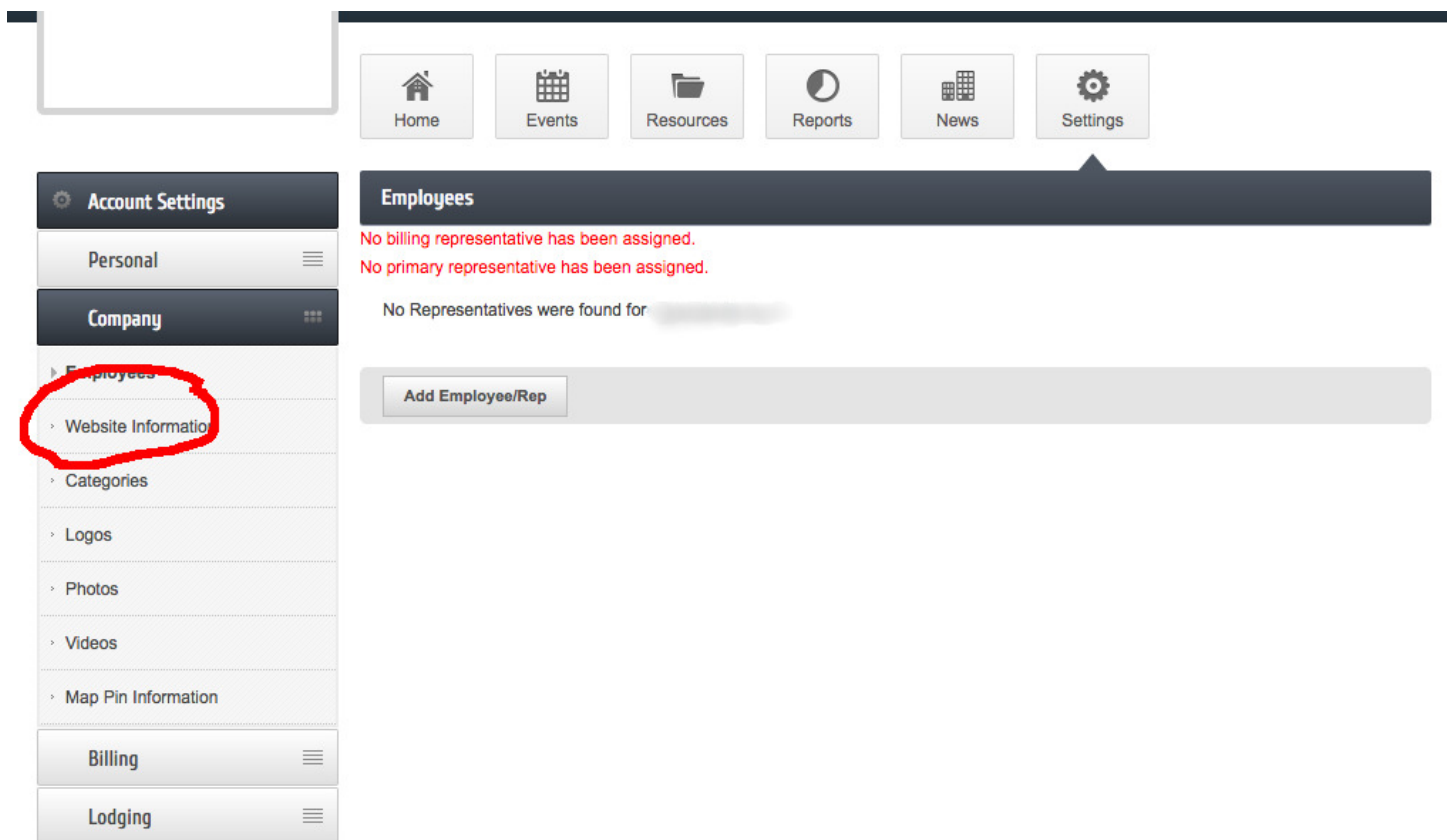 Home Events Resources Reports News Settings
Account Settings
Personal
Company
Employees
Website Information
Categories
Logos
Photos
Videos
Map Pin Information
Billing
Lodging
Employees
No billing representative has been assigned.
No primary representative has been assigned.
No Representatives were found for
Add Employee/Rep